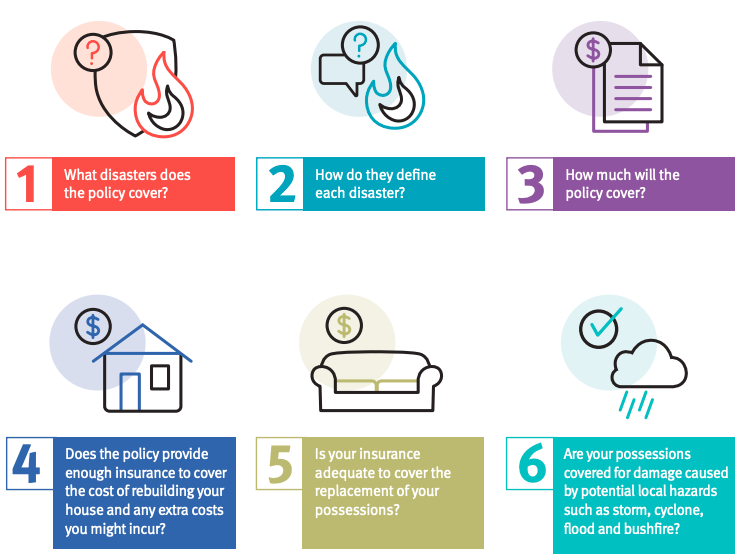 ?
?
$
1
What disasters does
the policy cover?
2
How do they define
each disaster?
3
How much will the
policy cover?
$
$
4
Does the policy provide
enough insurance to cover
the cost of rebuilding your
house and any extra costs
you might incur?
5
Is your insurance
adequate to cover the
replacement of your
possessions?
6
Are your possessions
covered for damage caused
by potential local hazards
such as storm, cyclone,
flood and bushfire?